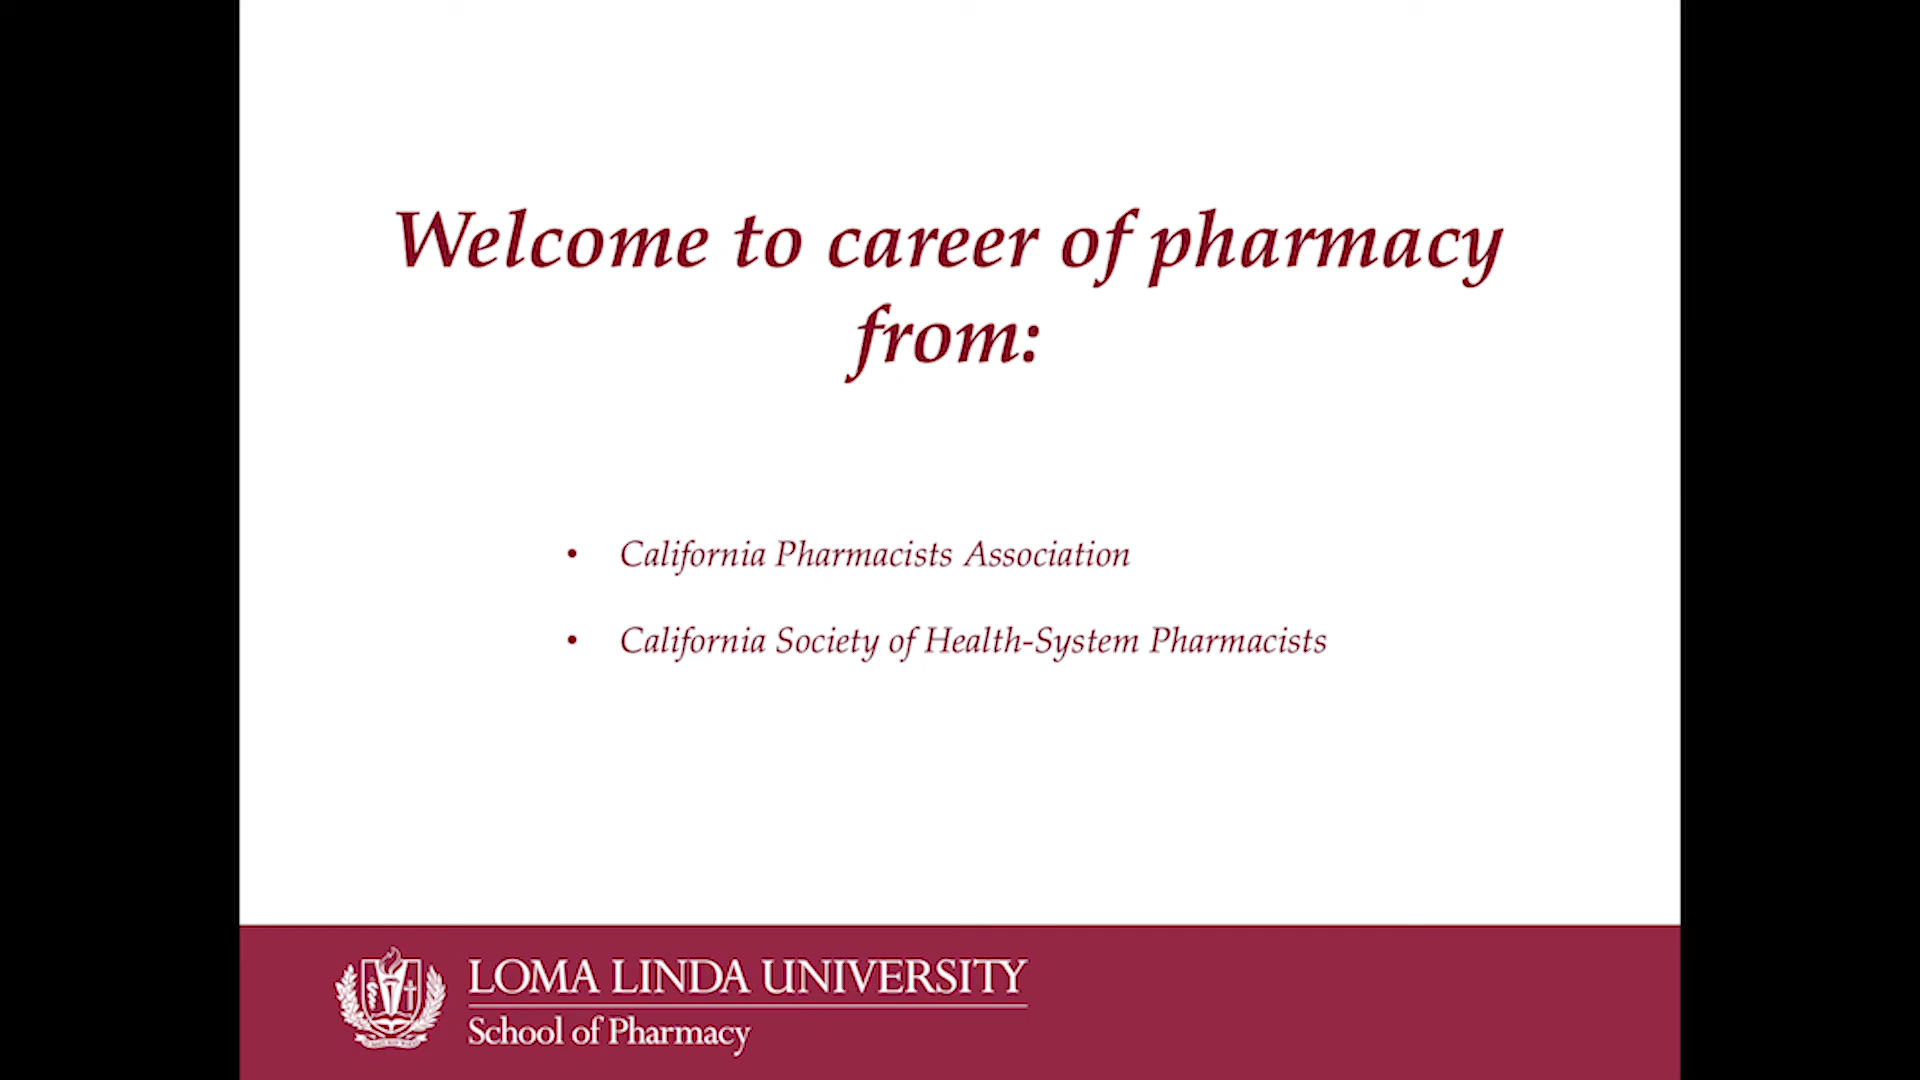 Welcome to career of pharmacy
from:
• California Pharmacists Association
• California Society of Health-System Pharmacists
LOMA LINDA UNIVERSITY
School of Pharmacy